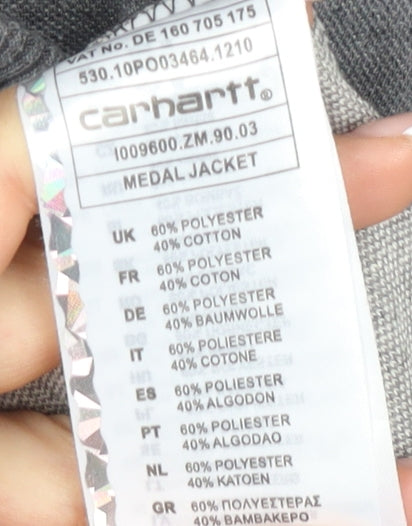 VAT No. DE 160 705 175
530.10PO03464.1210
carhartt®
I009600.ZM.90.03
MEDAL JACKET
UK 60% POLYESTER
40% COTTON
FR 60% POLYESTER
40% COTON
DE 60% POLYESTER
40% BAUMWOLLE
IT 60% POLIESTERE
40% COTONE
ES 60% POLIESTER
40% ALGODON
PT 60% POLIESTER
40% ALGODAO
NL 60% POLYESTER
40% KATOEN
GR 60% ΠΟΛΥΕΣΤΕΡΑΣ
40% ΒΑΜΒΑΚΕΡΟ